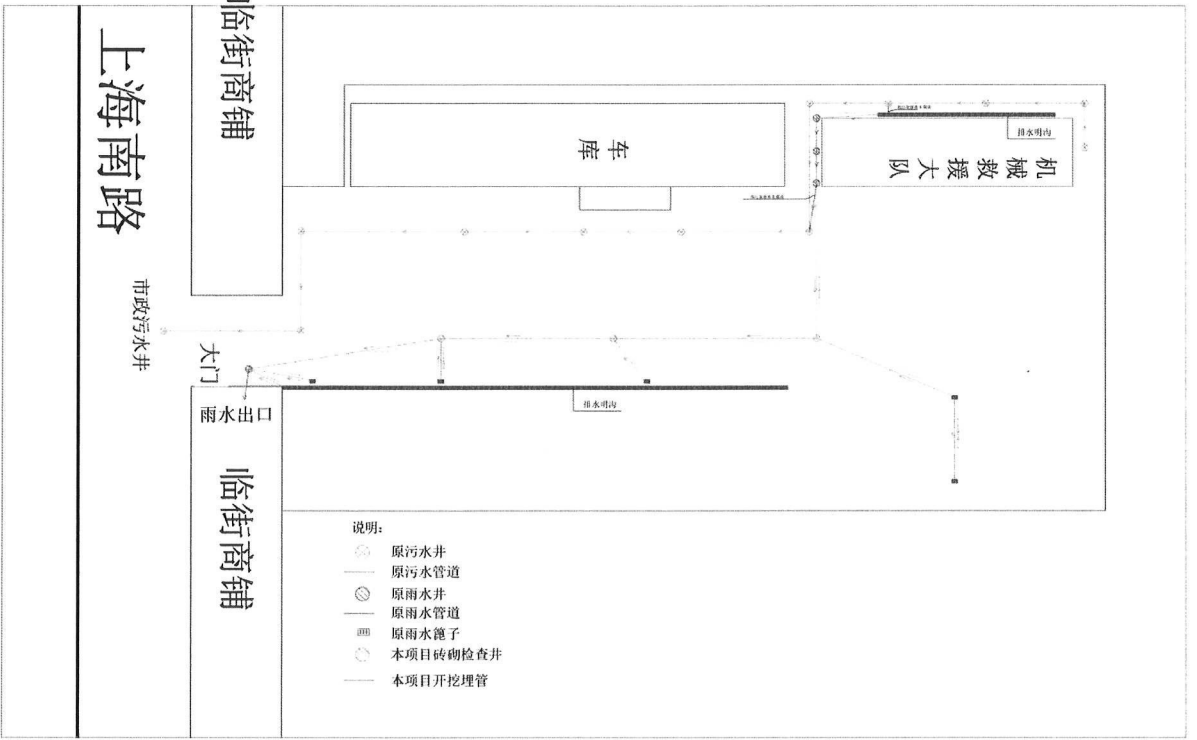 上海南路
临街商铺
车库
排水明沟
机械救援大队
市政污水井
大门
雨水出口
排水明沟
临街商铺
说明:
原污水井
原污水管道
原雨水井
原雨水管道
原雨水篦子
本项目砖砌检查井
本项目开挖埋管